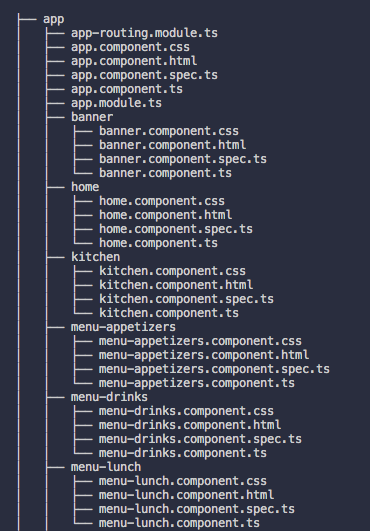 ├── app
│   ├── app-routing.module.ts
│   ├── app.component.css
│   ├── app.component.html
│   ├── app.component.spec.ts
│   ├── app.component.ts
│   ├── app.module.ts
│   ├── banner
│   │   ├── banner.component.css
│   │   ├── banner.component.html
│   │   ├── banner.component.spec.ts
│   │   └── banner.component.ts
│   ├── home
│   │   ├── home.component.css
│   │   ├── home.component.html
│   │   ├── home.component.spec.ts
│   │   └── home.component.ts
│   ├── kitchen
│   │   ├── kitchen.component.css
│   │   ├── kitchen.component.html
│   │   ├── kitchen.component.spec.ts
│   │   └── kitchen.component.ts
│   ├── menu-appetizers
│   │   ├── menu-appetizers.component.css
│   │   ├── menu-appetizers.component.html
│   │   ├── menu-appetizers.component.spec.ts
│   │   └── menu-appetizers.component.ts
│   ├── menu-drinks
│   │   ├── menu-drinks.component.css
│   │   ├── menu-drinks.component.html
│   │   ├── menu-drinks.component.spec.ts
│   │   └── menu-drinks.component.ts
│   ├── menu-lunch
│   │   ├── menu-lunch.component.css
│   │   ├── menu-lunch.component.html
│   │   ├── menu-lunch.component.spec.ts
│   │   └── menu-lunch.component.ts